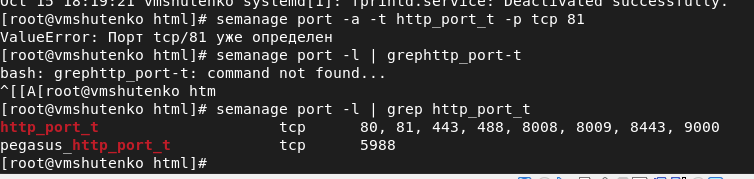 Oct 15 18:19:21 vmshutenko systemd[1]: fprintd.service: Deactivated successfully.
[root@vmshutenko html]# semanage port -a -t http_port_t -p tcp 81
ValueError: Порт tcp/81 уже определен
[root@vmshutenko html]# semanage port -l | grephttp_port-t
bash: grephttp_port-t: command not found...
^[[A[root@vmshutenko htm
[root@vmshutenko html]# semanage port -l | grep http_port_t
http_port_t                    tcp      80, 81, 443, 488, 8008, 8009, 8443, 9000
pegasus_http_port_t            tcp      5988
[root@vmshutenko html]#